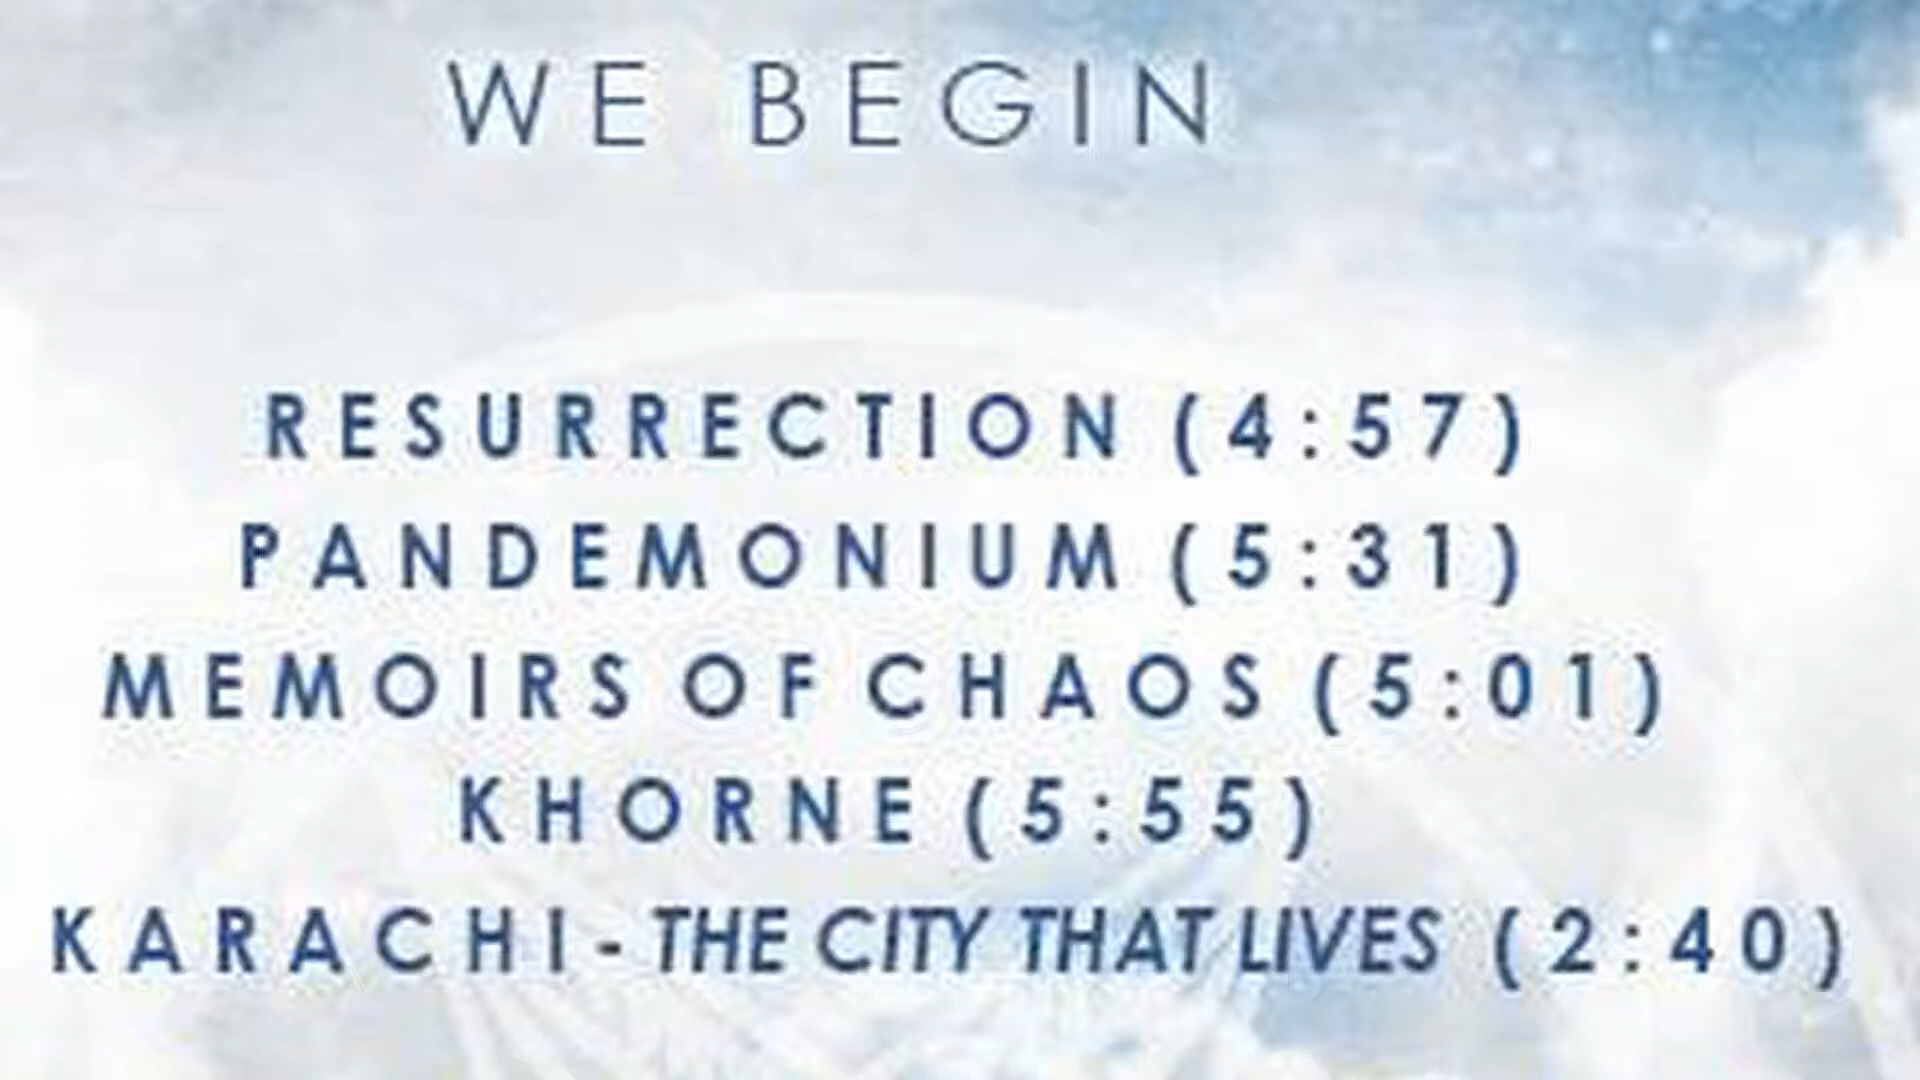 WE BEGIN
RESURRECTION (4:57)
PANDEMONIUM (5:31)
MEMOIRS OF CHAOS (5:01)
KHORNE (5:55)
KARACHI - THE CITY THAT LIVES (2:40)